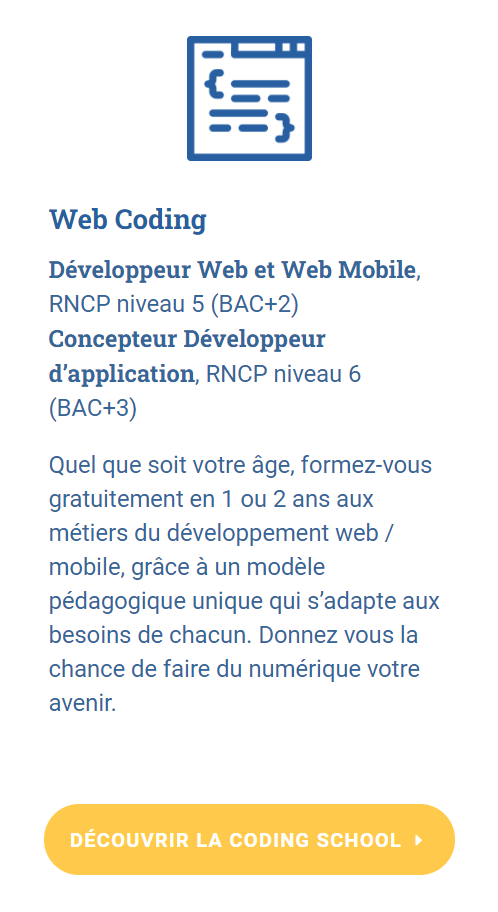 Web Coding
Développeur Web et Web Mobile,
RNCP niveau 5 (BAC+2)
Concepteur Développeur
d’application, RNCP niveau 6
(BAC+3)
Quel que soit votre âge, formez-vous
gratuitement en 1 ou 2 ans aux
métiers du développement web /
mobile, grâce à un modèle
pédagogique unique qui s’adapte aux
besoins de chacun. Donnez vous la
chance de faire du numérique votre
avenir.
DÉCOUVRIR LA CODING SCHOOL